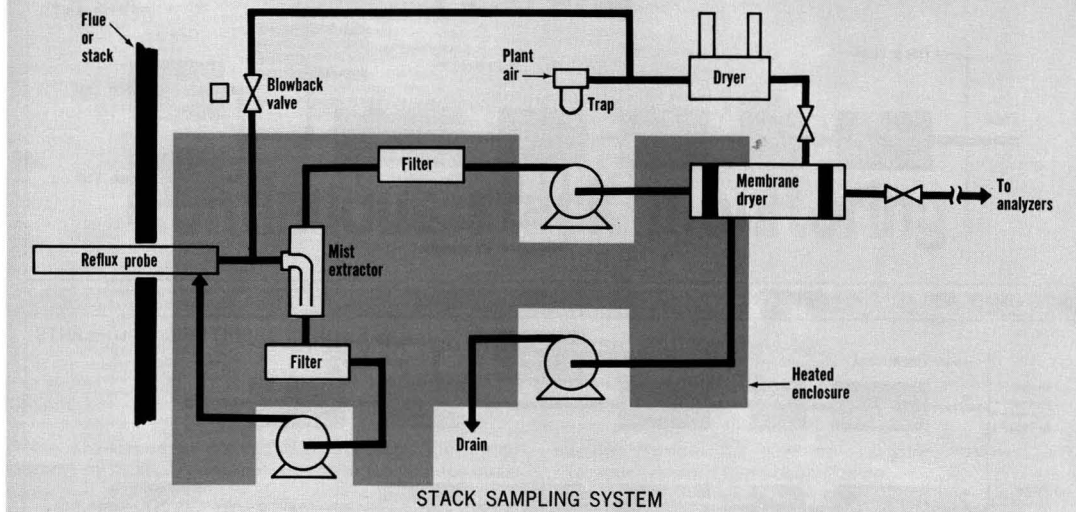 Flue
or
stack
Blowback
valve
Plant
air
Trap
Dryer
Filter
Membrane
dryer
To
analyzers
Reflux probe
Mist
extractor
Filter
Drain
Heated
enclosure
STACK SAMPLING SYSTEM